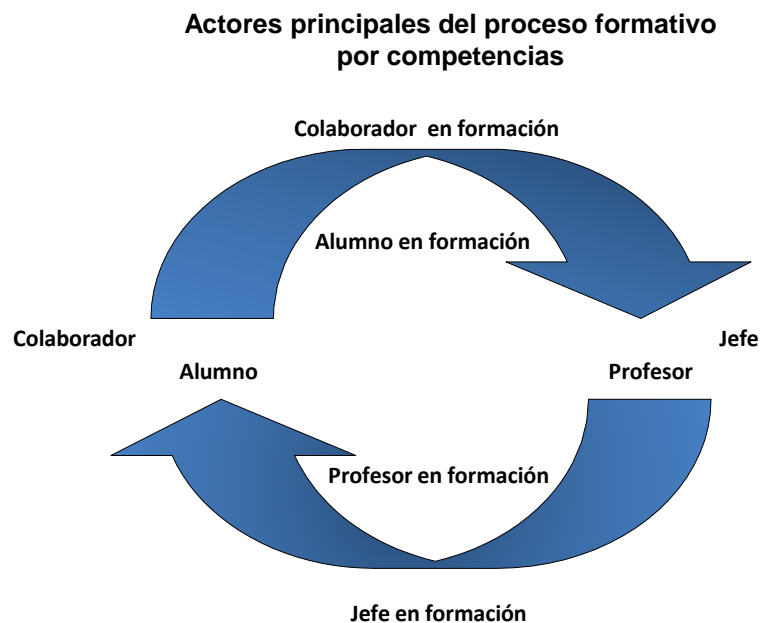 Actores principales del proceso formativo
por competencias
Colaborador en formación
Alumno en formación
Colaborador
Jefe
Alumno
Profesor
Profesor en formación
Jefe en formación